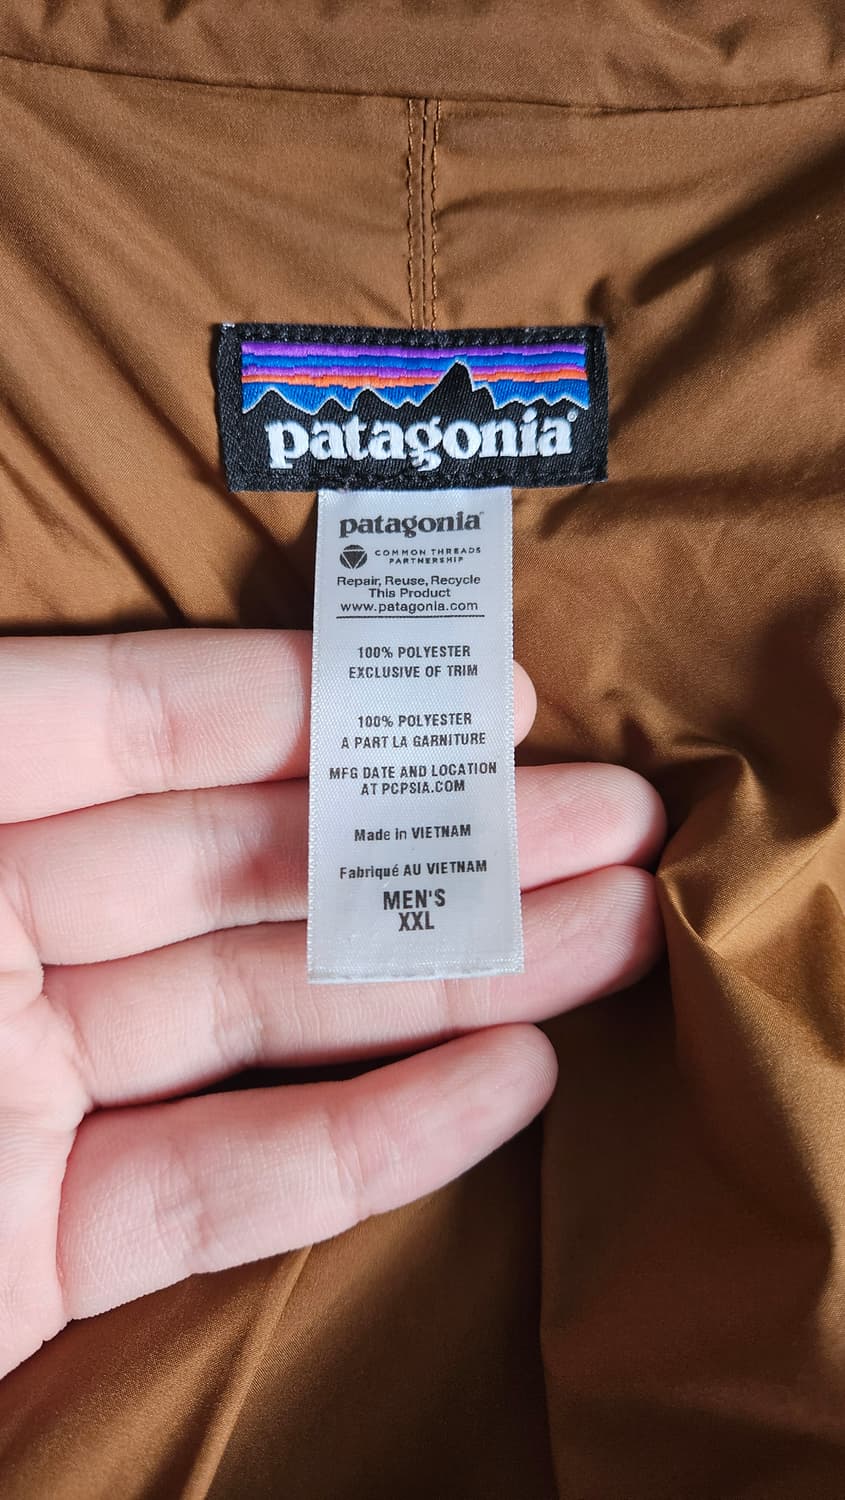 patagonia®
patagonia
COMMON THREADS
PARTNERSHIP
Repair, Reuse, Recycle
This Product
www.patagonia.com
100% POLYESTER
EXCLUSIVE OF TRIM
100% POLYESTER
A PART LA GARNITURE
MFG DATE AND LOCATION
AT PCPSIA.COM
Made in VIETNAM
Fabriqué AU VIETNAM
MEN'S
XXL